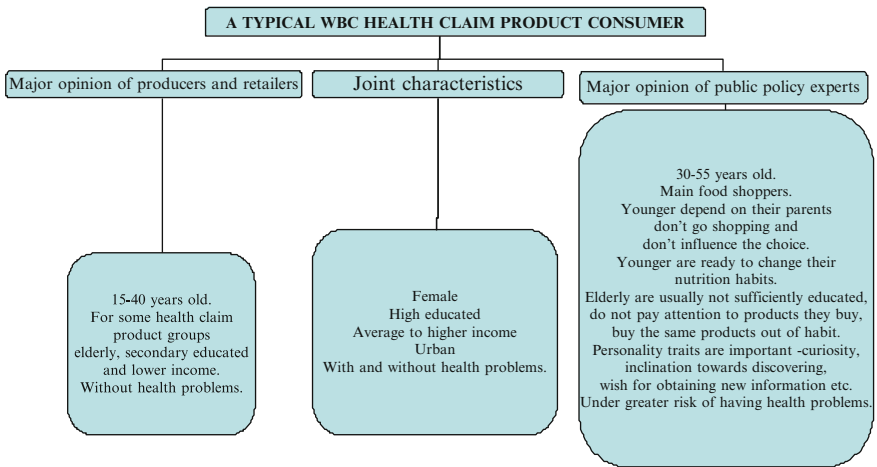 A TYPICAL WBC HEALTH CLAIM PRODUCT CONSUMER
Major opinion of producers and retailers
Joint characteristics
Major opinion of public policy experts
15-40 years old.
For some health claim
product groups
elderly, secondary educated
and lower income.
Without health problems.
Female
High educated
Average to higher income
Urban
With and without health problems.
30-55 years old.
Main food shoppers.
Younger depend on their parents
don't go shopping and
don't influence the choice.
Younger are ready to change their
nutrition habits.
Elderly are usually not sufficiently educated,
do not pay attention to products they buy,
buy the same products out of habit.
Personality traits are important -curiosity,
inclination towards discovering,
wish for obtaining new information etc.
Under greater risk of having health problems.